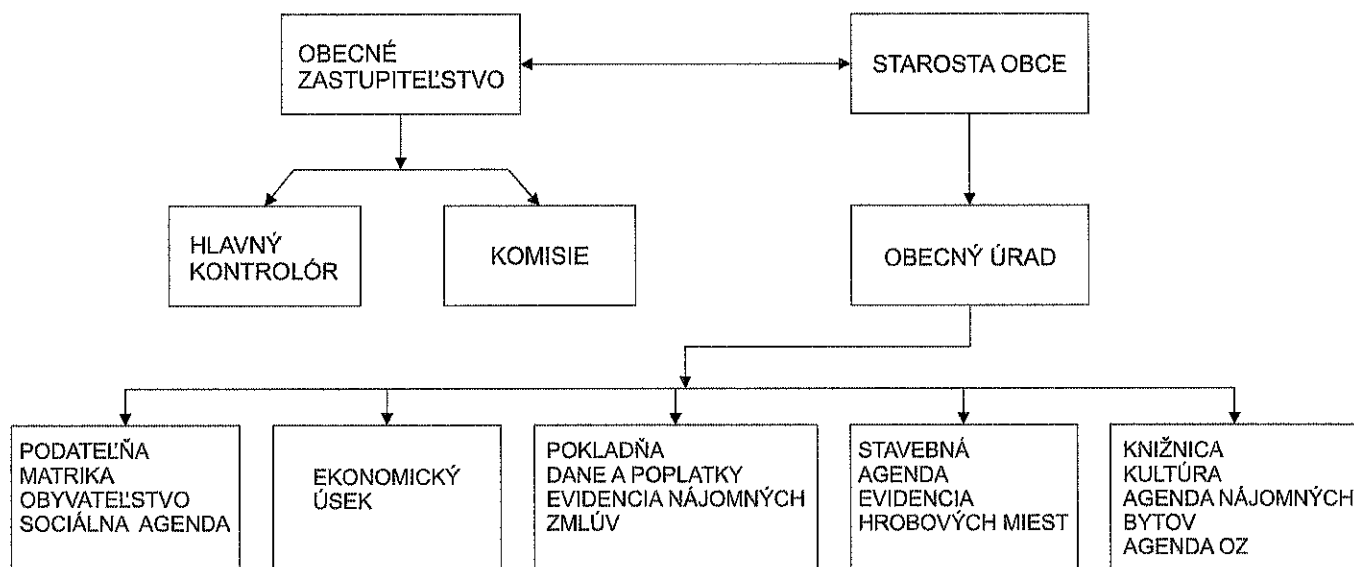 OBECNÉ
ZASTUPITEĽSTVO
STAROSTA OBCE
HLAVNÝ
KONTROLÓR
KOMISIE
OBECNÝ ÚRAD
PODATEĽŇA
MATRIKA
OBYVATEĽSTVO
SOCIÁLNA AGENDA
EKONOMICKÝ
ÚSEK
POKLADŇA
DANE A POPLATKY
EVIDENCIA NÁJOMNÝCH
ZMLÚV
STAVEBNÁ
AGENDA
EVIDENCIA
HROBOVÝCH MIEST
KNIŽNICA
KULTÚRA
AGENDA NÁJOMNÝCH
BYTOV
AGENDA OZ